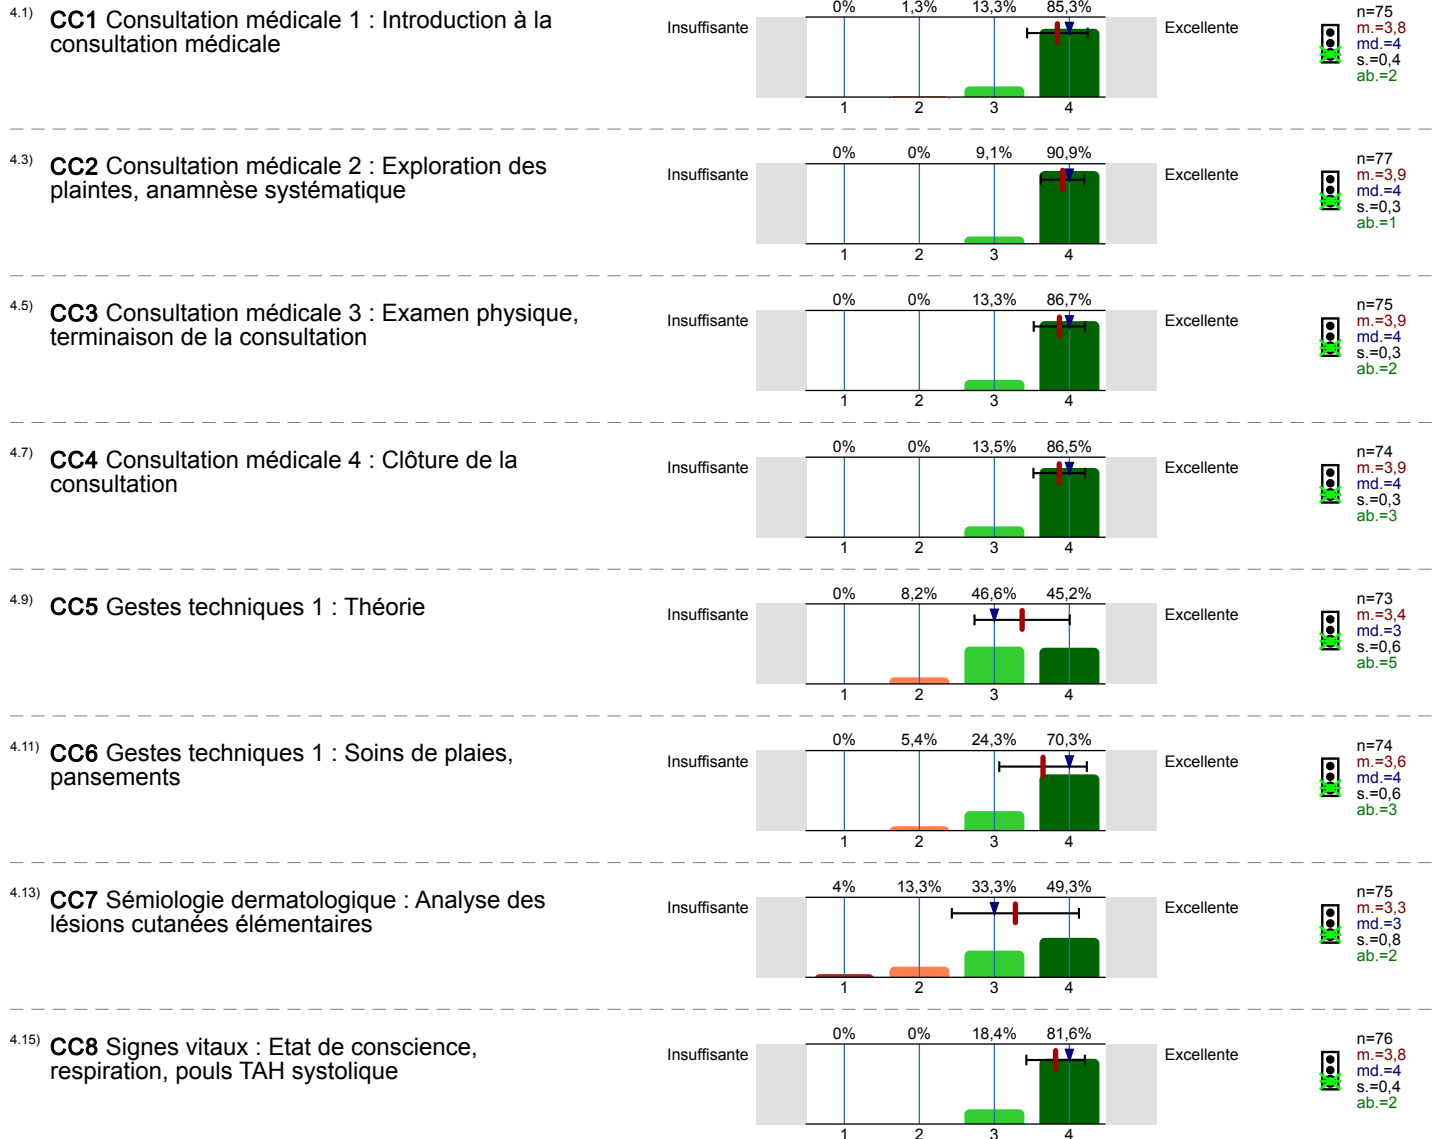 4.1) CC1 Consultation médicale 1 : Introduction à la
consultation médicale
Insuffisante
0% 1,3% 13,3% 85,3%
1 2 3 4
Excellente
n=75
m.=3,8
md.=4
s.=0,4
ab.=2
4.3) CC2 Consultation médicale 2 : Exploration des
plaintes, anamnèse systématique
Insuffisante
0% 0% 9,1% 90,9%
1 2 3 4
Excellente
n=77
m.=3,9
md.=4
s.=0,3
ab.=1
4.5) CC3 Consultation médicale 3 : Examen physique,
terminaison de la consultation
Insuffisante
0% 0% 13,3% 86,7%
1 2 3 4
Excellente
n=75
m.=3,9
md.=4
s.=0,3
ab.=2
4.7) CC4 Consultation médicale 4 : Clôture de la
consultation
Insuffisante
0% 0% 13,5% 86,5%
1 2 3 4
Excellente
n=74
m.=3,9
md.=4
s.=0,3
ab.=3
4.9) CC5 Gestes techniques 1 : Théorie
Insuffisante
0% 8,2% 46,6% 45,2%
1 2 3 4
Excellente
n=73
m.=3,4
md.=3
s.=0,6
ab.=5
4.11) CC6 Gestes techniques 1 : Soins de plaies,
pansements
Insuffisante
0% 5,4% 24,3% 70,3%
1 2 3 4
Excellente
n=74
m.=3,6
md.=4
s.=0,6
ab.=3
4.13) CC7 Sémiologie dermatologique : Analyse des
lésions cutanées élémentaires
Insuffisante
4% 13,3% 33,3% 49,3%
1 2 3 4
Excellente
n=75
m.=3,3
md.=3
s.=0,8
ab.=2
4.15) CC8 Signes vitaux : Etat de conscience,
respiration, pouls TAH systolique
Insuffisante
0% 0% 18,4% 81,6%
1 2 3 4
Excellente
n=76
m.=3,8
md.=4
s.=0,4
ab.=2